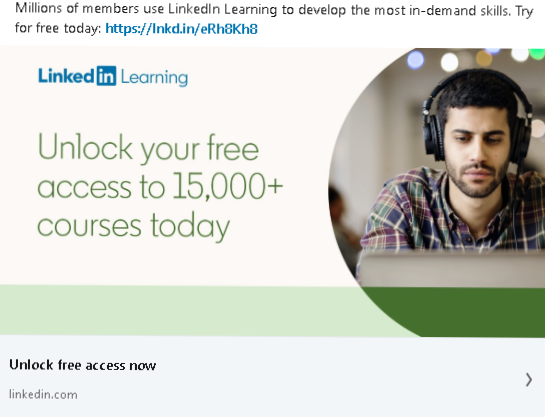 Millions of members use LinkedIn Learning to develop the most in-demand skills. Try
for free today: https://lnkd.in/eRh8Kh8
Linked in Learning
Unlock your free
access to 15,000+
courses today
Unlock free access now
linkedin.com